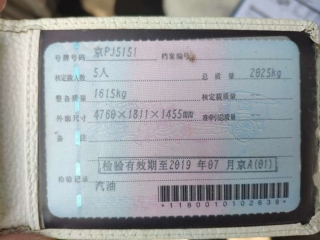 号牌号码 京PJ5151 档案编号
核定载人数 5人 总质量 2025kg
整备质量 1615kg 核定载质量 --
外廓尺寸 4760×1811×1455mm 准牵引总质量 --
备注
检验有效期至2019年07月京A(01)
检验记录
汽油
*1180010102639*